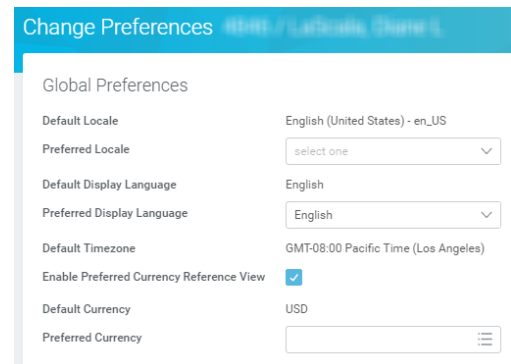 Change Preferences
Global Preferences
Default Locale English (United States) - en_US
Preferred Locale select one
Default Display Language English
Preferred Display Language English
Default Timezone GMT-08:00 Pacific Time (Los Angeles)
Enable Preferred Currency Reference View
Default Currency USD
Preferred Currency